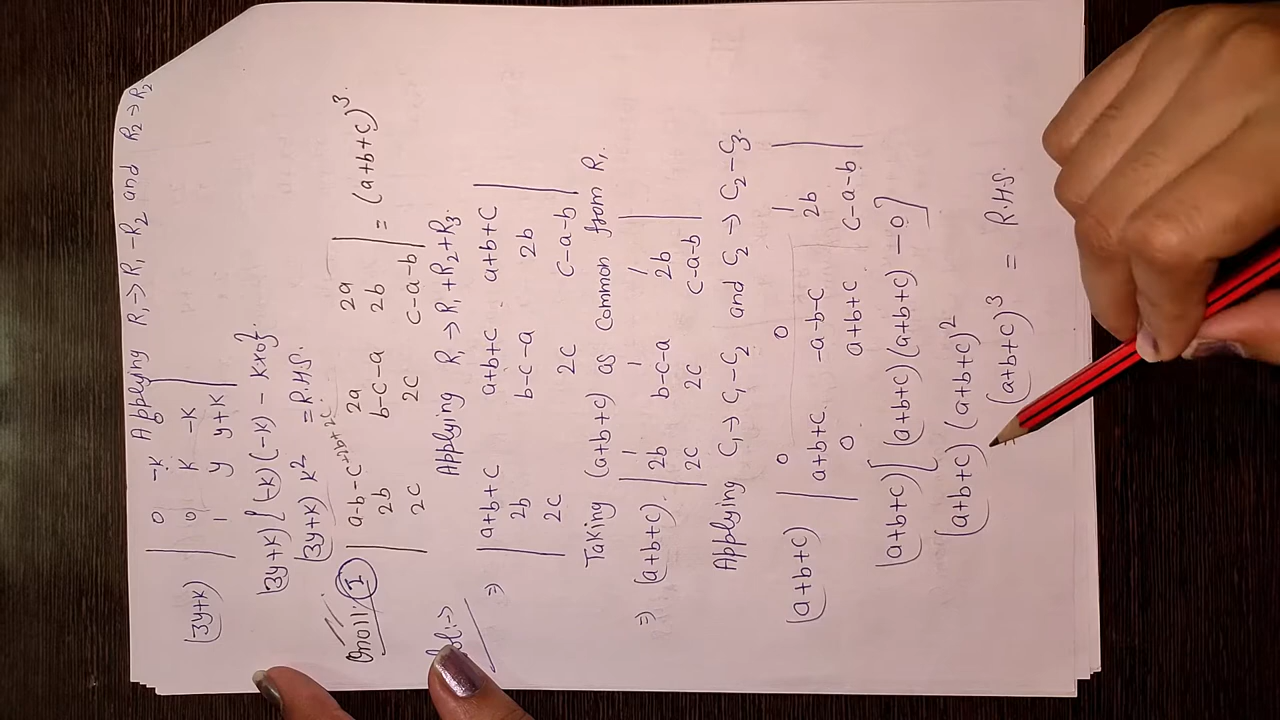 Applying R₁→R₁-R₂ and R₂→R₂
(3y+k) | 0 0 1
-k k y
-k y+k |
(3y+k){(-k)(-k) - k×0}
(3y+k) k² = R.H.S.
Qno11. (I) | a-b-c+2b+2c 2a 2a
2b b-c-a 2b = (a+b+c)³.
2c 2c c-a-b |
Sol:-> Applying R₁→R₁+R₂+R₃.
⇒ | a+b+c a+b+c a+b+c
2b b-c-a 2b
2c 2c c-a-b |
Taking (a+b+c) as common from R₁.
⇒ (a+b+c). | 1 1 1
2b b-c-a 2b
2c 2c c-a-b |
Applying C₁→C₁-C₂ and C₂→C₂-C₃.
(a+b+c) | 0 0 1
a+b+c -a-b-c 2b
0 a+b+c c-a-b |
(a+b+c)[(a+b+c)(a+b+c)-0]
(a+b+c)(a+b+c)²
(a+b+c)³ = R.H.S.